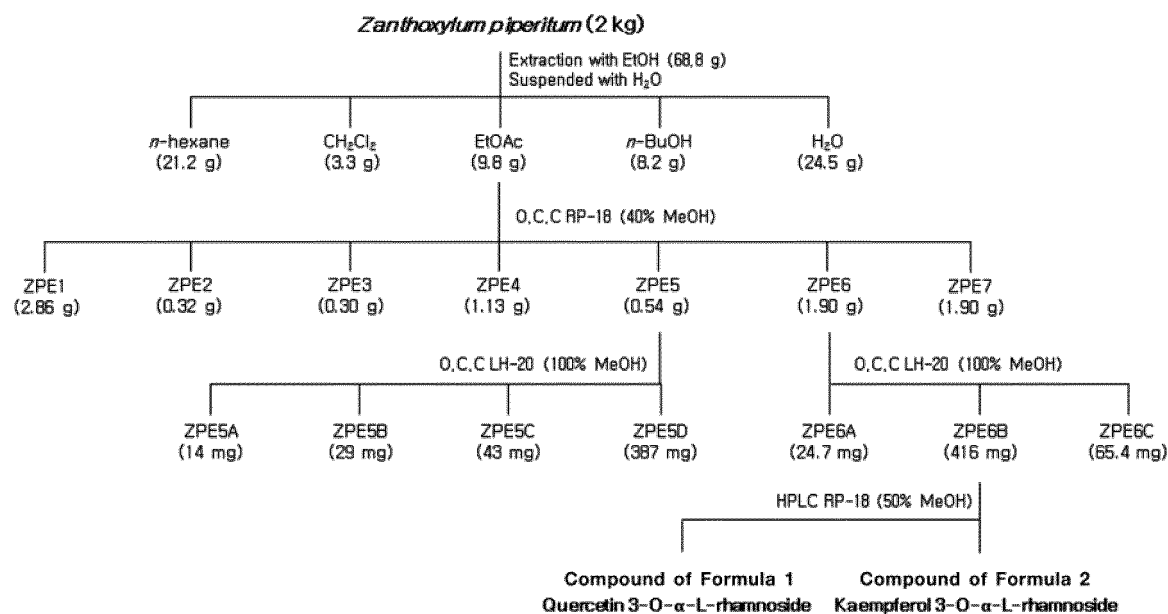 Zanthoxylum piperitum (2 kg)
Extraction with EtOH (68,8 g)
Suspended with H₂O
n-hexane CH₂Cl₂ EtOAc n-BuOH H₂O
(21.2 g) (3.3 g) (9.8 g) (8.2 g) (24.5 g)
O,C,C RP-18 (40% MeOH)
ZPE1 ZPE2 ZPE3 ZPE4 ZPE5 ZPE6 ZPE7
(2.86 g) (0.32 g) (0.30 g) (1.13 g) (0.54 g) (1.90 g) (1.90 g)
O,C,C LH-20 (100% MeOH) O,C,C LH-20 (100% MeOH)
ZPE5A ZPE5B ZPE5C ZPE5D ZPE6A ZPE6B ZPE6C
(14 mg) (29 mg) (43 mg) (387 mg) (24.7 mg) (416 mg) (65.4 mg)
HPLC RP-18 (50% MeOH)
Compound of Formula 1 Compound of Formula 2
Quercetin 3-O-α-L-rhamnoside Kaempferol 3-O-α-L-rhamnoside